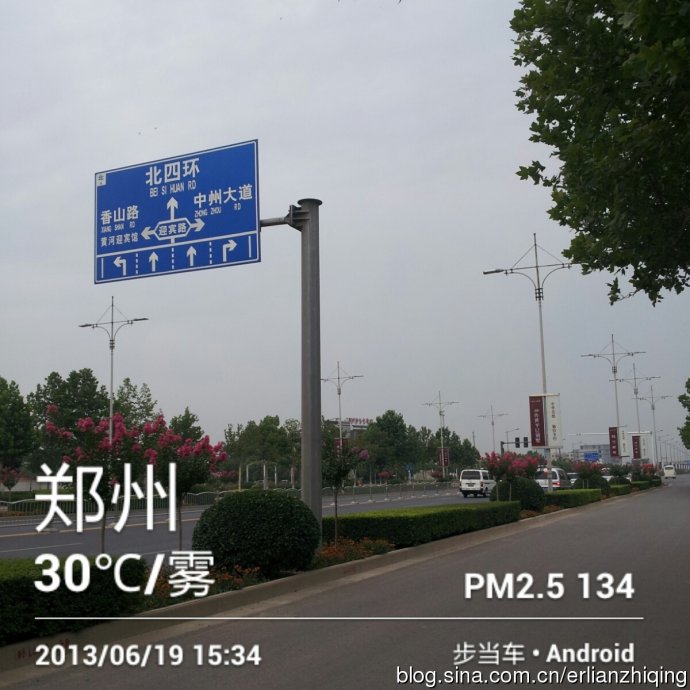 北四环
BEI SI HUAN RD
香山路
XIANG SHAN RD
黄河迎宾馆
中州大道
ZHONG ZHOU RD
迎宾路
郑州
30℃/雾
PM2.5 134
2013/06/19 15:34
步当车 • Android
blog.sina.com.cn/erlianzhiqing